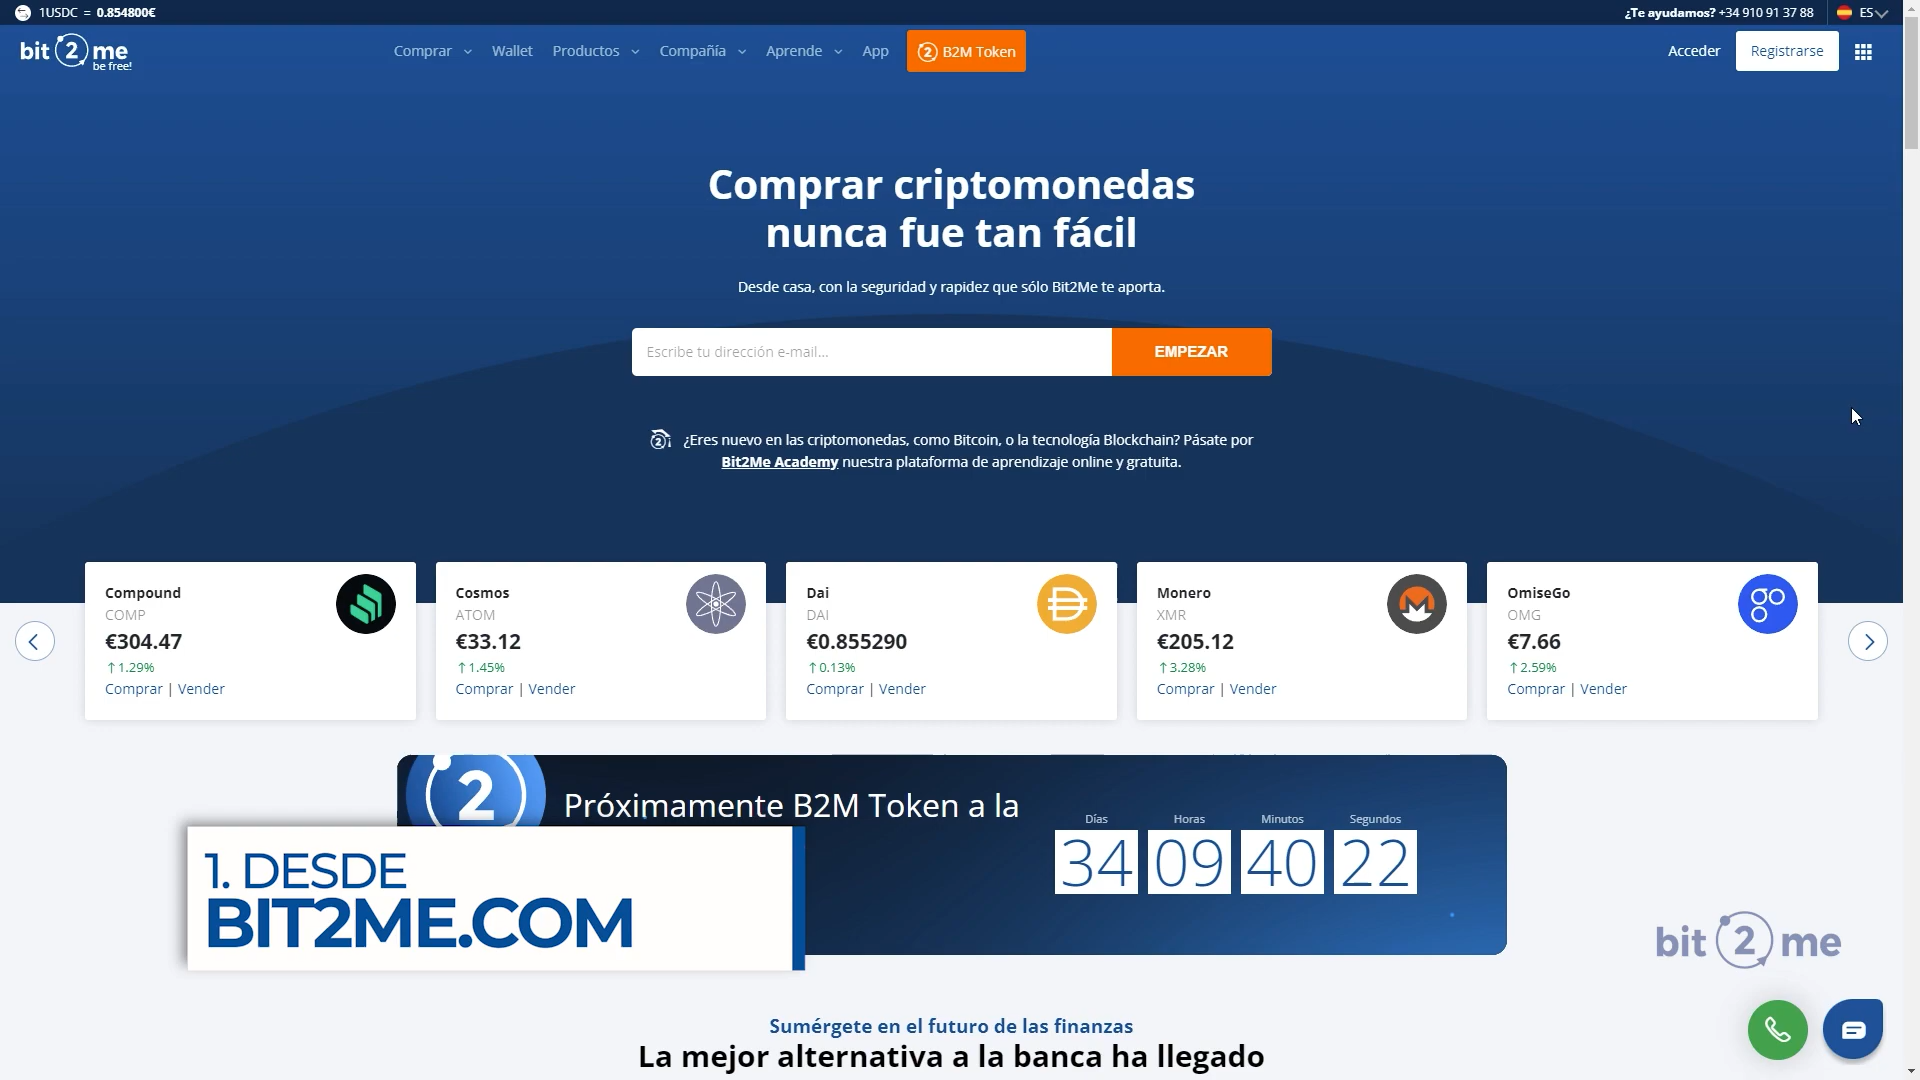 1USDC = 0.854800€
¿Te ayudamos? +34 910 91 37 88
ES
bit 2 me
be free!
Comprar
Wallet
Productos
Compañía
Aprende
App
2 B2M Token
Acceder
Registrarse
Comprar criptomonedas
nunca fue tan fácil
Desde casa, con la seguridad y rapidez que sólo Bit2Me te aporta.
Escribe tu dirección e-mail...
EMPEZAR
¿Eres nuevo en las criptomonedas, como Bitcoin, o la tecnología Blockchain? Pásate por
Bit2Me Academy nuestra plataforma de aprendizaje online y gratuita.
Compound
COMP
€304.47
↑1.29%
Comprar | Vender
Cosmos
ATOM
€33.12
↑1.45%
Comprar | Vender
Dai
DAI
€0.855290
↑0.13%
Comprar | Vender
Monero
XMR
€205.12
↑3.28%
Comprar | Vender
OmiseGo
OMG
€7.66
↑2.59%
Comprar | Vender
2
Próximamente B2M Token a la
Días
Horas
Minutos
Segundos
34
09
40
22
1. DESDE
BIT2ME.COM
bit 2 me
Sumérgete en el futuro de las finanzas
La mejor alternativa a la banca ha llegado